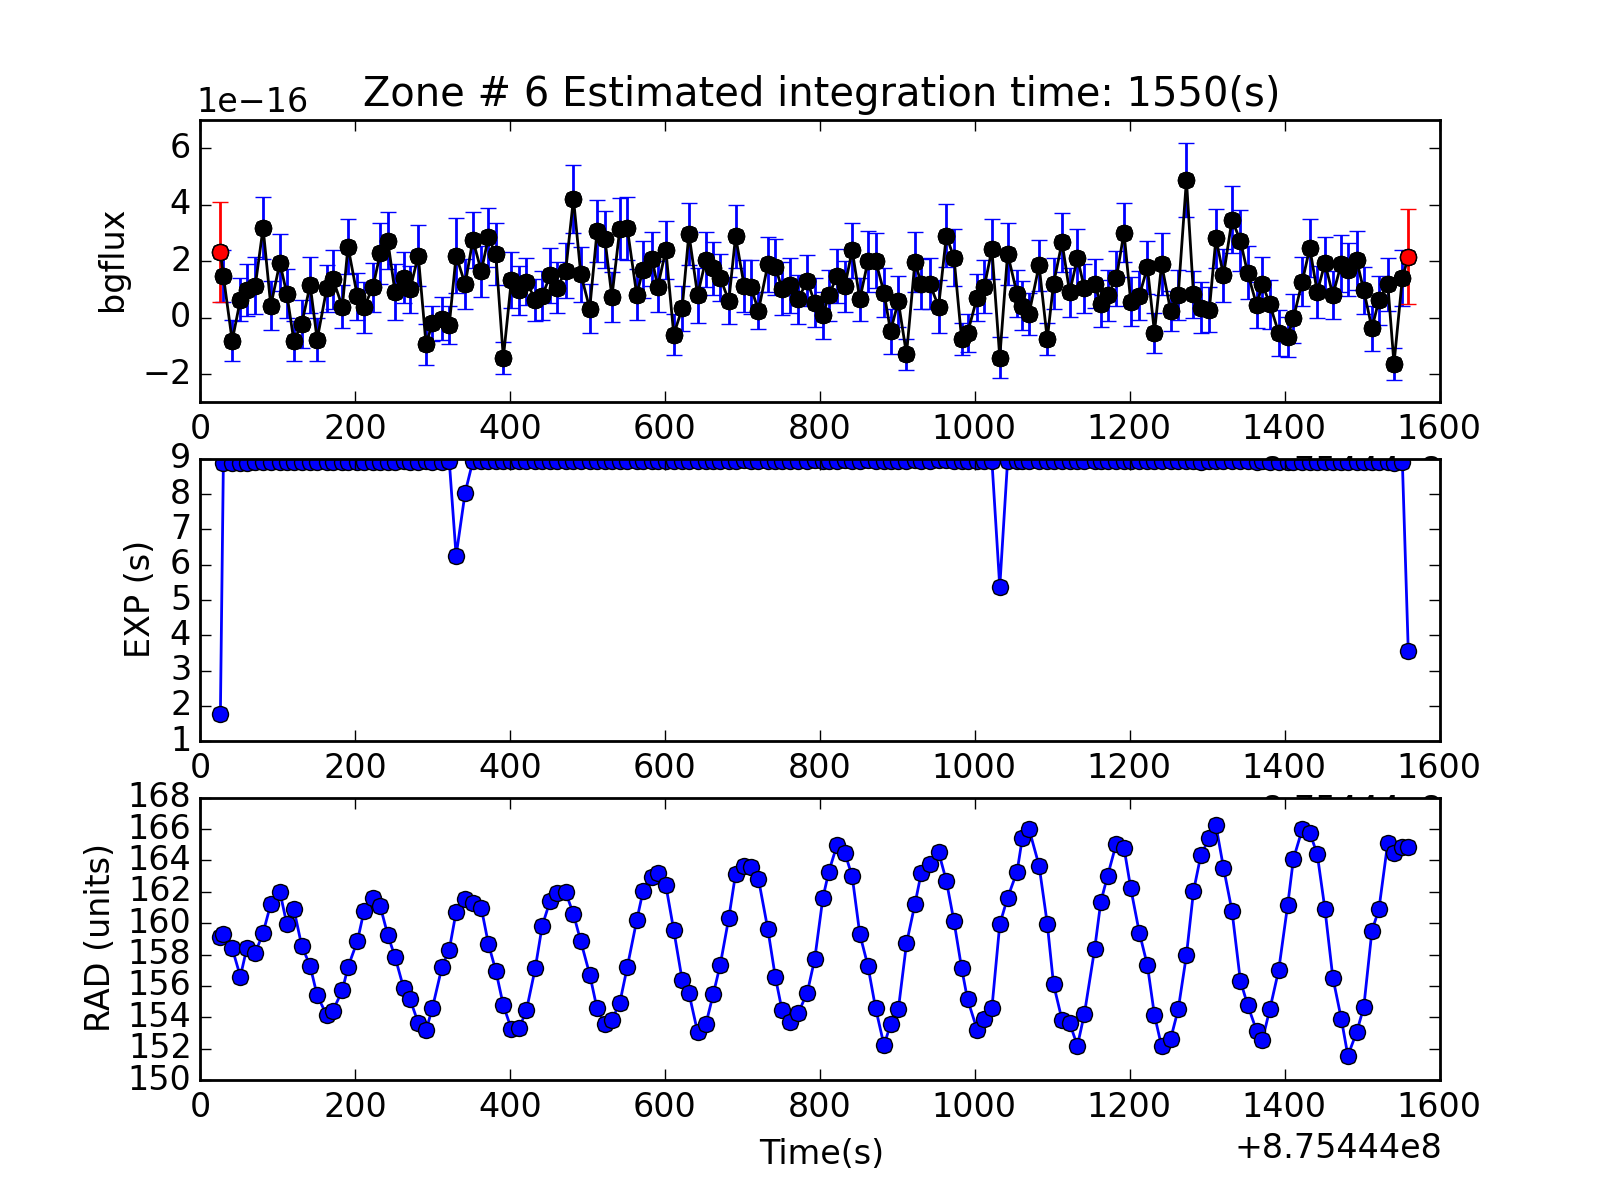 Zone # 6 Estimated integration time: 1550(s)
1e−16
6
4
2
0
−2
bgflux
0 200 400 600 800 1000 1200 1400 1600
9
8
7
6
5
4
3
2
1
EXP (s)
0 200 400 600 800 1000 1200 1400 1600
168
166
164
162
160
158
156
154
152
150
RAD (units)
0 200 400 600 800 1000 1200 1400 1600
Time(s)
+8.75444e8